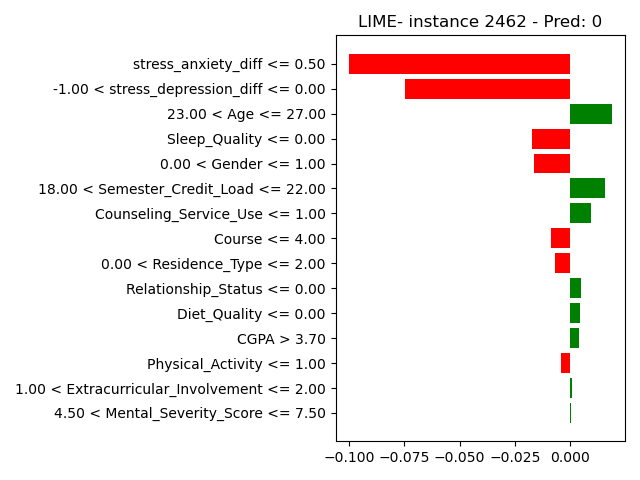 LIME- instance 2462 - Pred: 0
stress_anxiety_diff <= 0.50
-1.00 < stress_depression_diff <= 0.00
23.00 < Age <= 27.00
Sleep_Quality <= 0.00
0.00 < Gender <= 1.00
18.00 < Semester_Credit_Load <= 22.00
Counseling_Service_Use <= 1.00
Course <= 4.00
0.00 < Residence_Type <= 2.00
Relationship_Status <= 0.00
Diet_Quality <= 0.00
CGPA > 3.70
Physical_Activity <= 1.00
1.00 < Extracurricular_Involvement <= 2.00
4.50 < Mental_Severity_Score <= 7.50
−0.100 −0.075 −0.050 −0.025 0.000